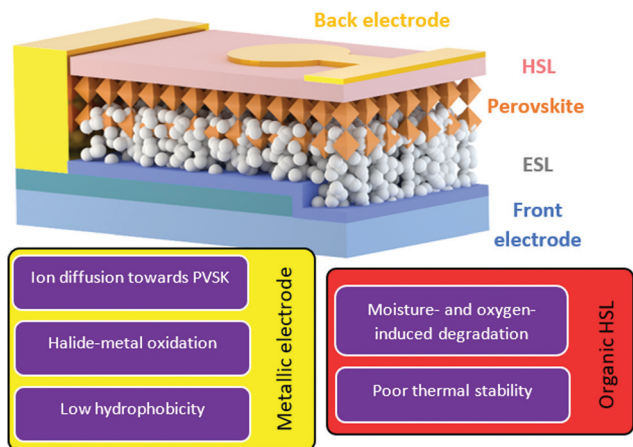 Back electrode
HSL
Perovskite
ESL
Front
electrode
Ion diffusion towards PVSK
Halide-metal oxidation
Low hydrophobicity
Metallic electrode
Moisture- and oxygen-
induced degradation
Poor thermal stability
Organic HSL